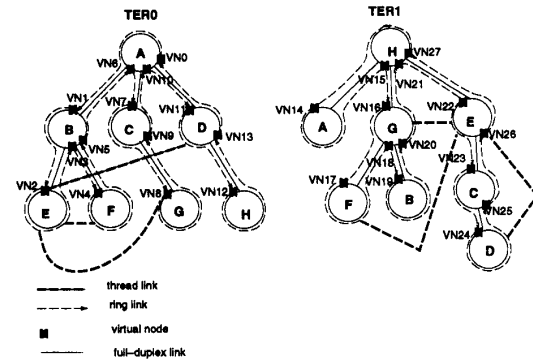 TER0 TER1
A VN0 H VN27
VN6 VN10 VN15 VN21
VN1 VN7 VN11 VN14 VN16 VN22
B C D A G E
VN5 VN9 VN13 VN26
VN3 VN18 VN20 VN23
VN2 VN4 VN8 VN12 VN17 VN19 C
E F G H F B VN25
VN24 D
thread link
ring link
virtual node
full-duplex link